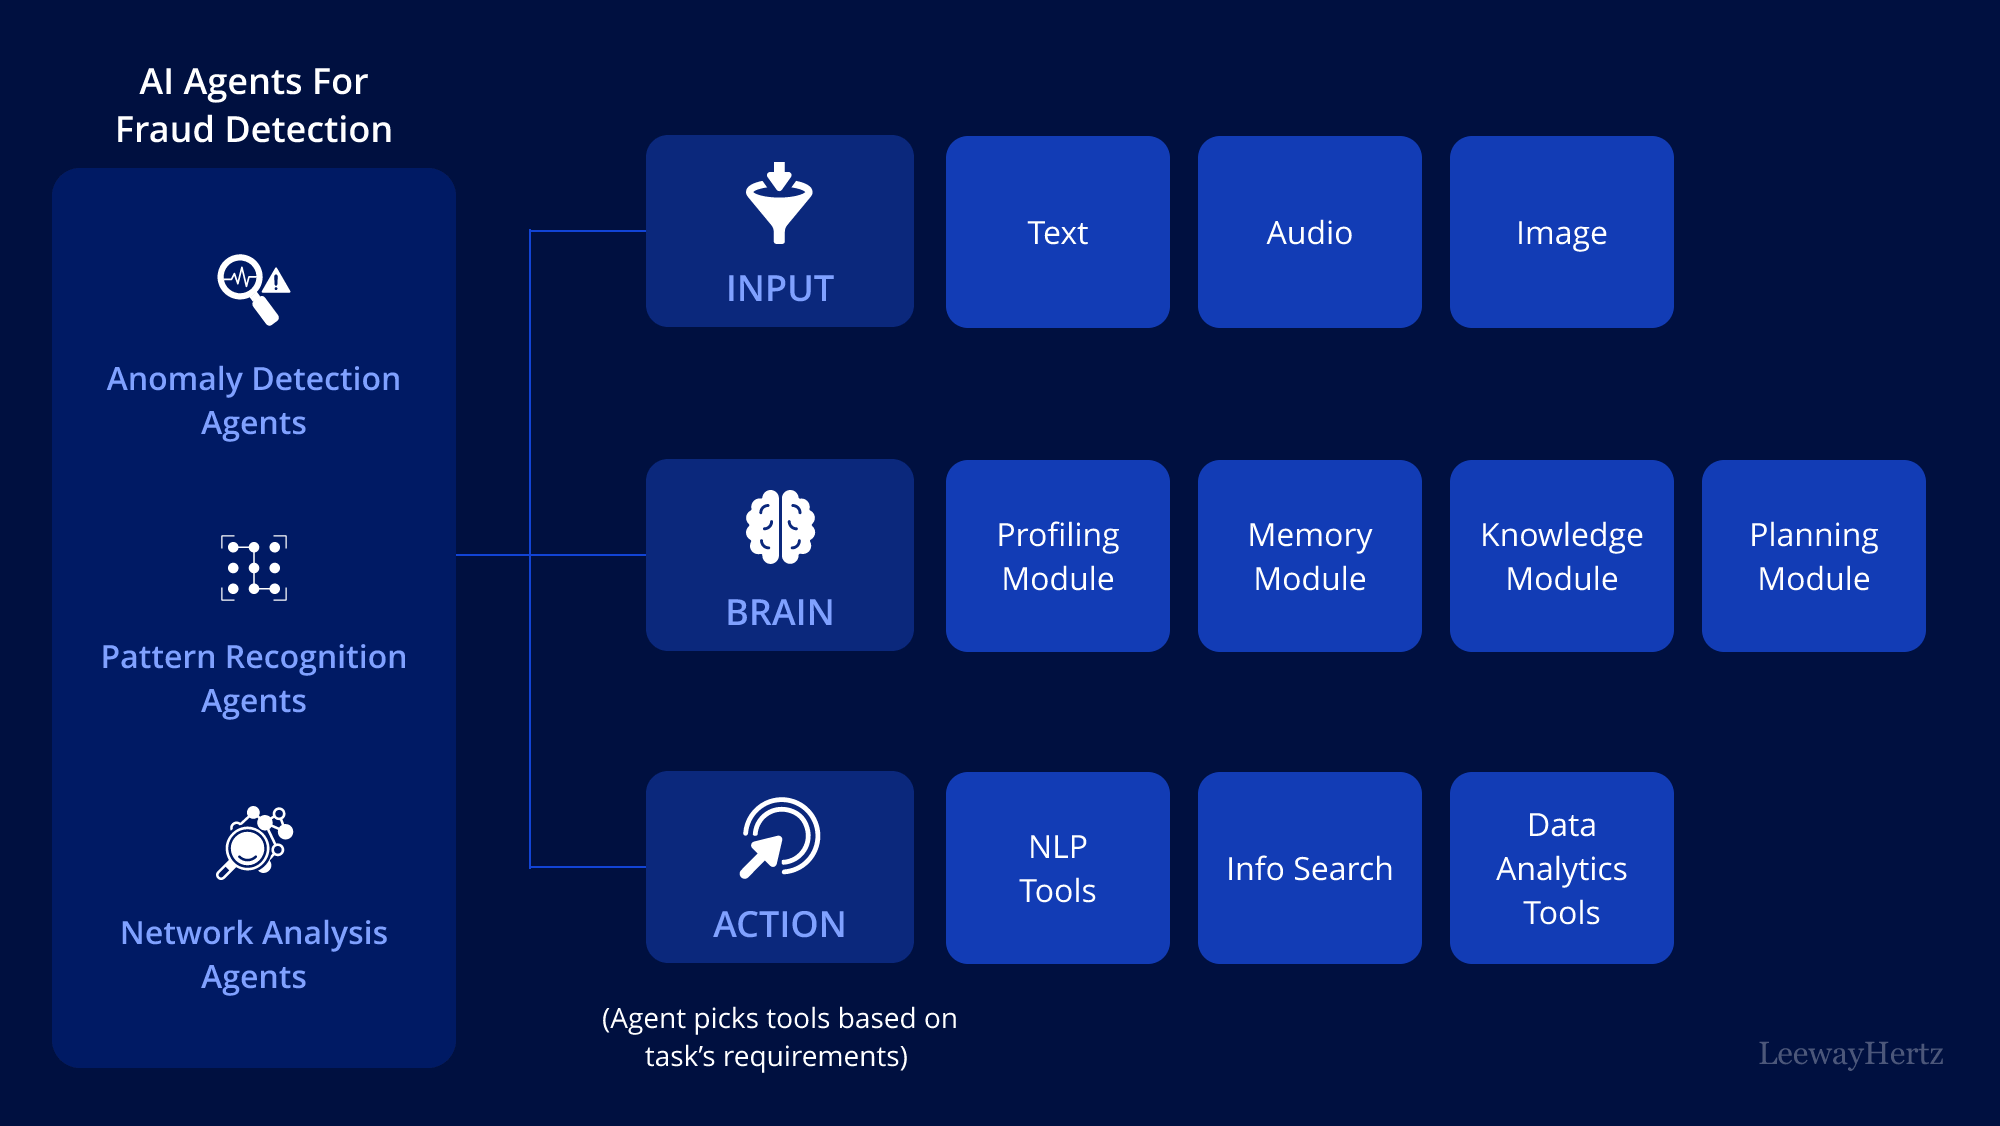 AI Agents For
Fraud Detection
Anomaly Detection
Agents
Pattern Recognition
Agents
Network Analysis
Agents
INPUT
Text
Audio
Image
BRAIN
Profiling
Module
Memory
Module
Knowledge
Module
Planning
Module
ACTION
NLP
Tools
Info Search
Data
Analytics
Tools
(Agent picks tools based on
task’s requirements)
LeewayHertz